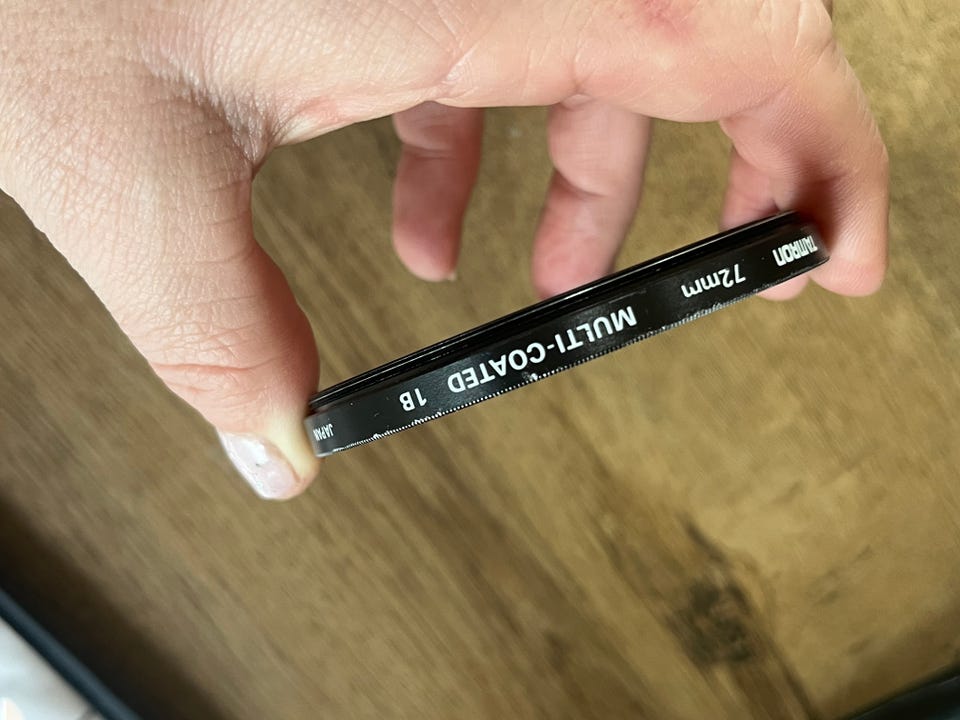 TAMRON 72mm MULTI-COATED 1B JAPAN